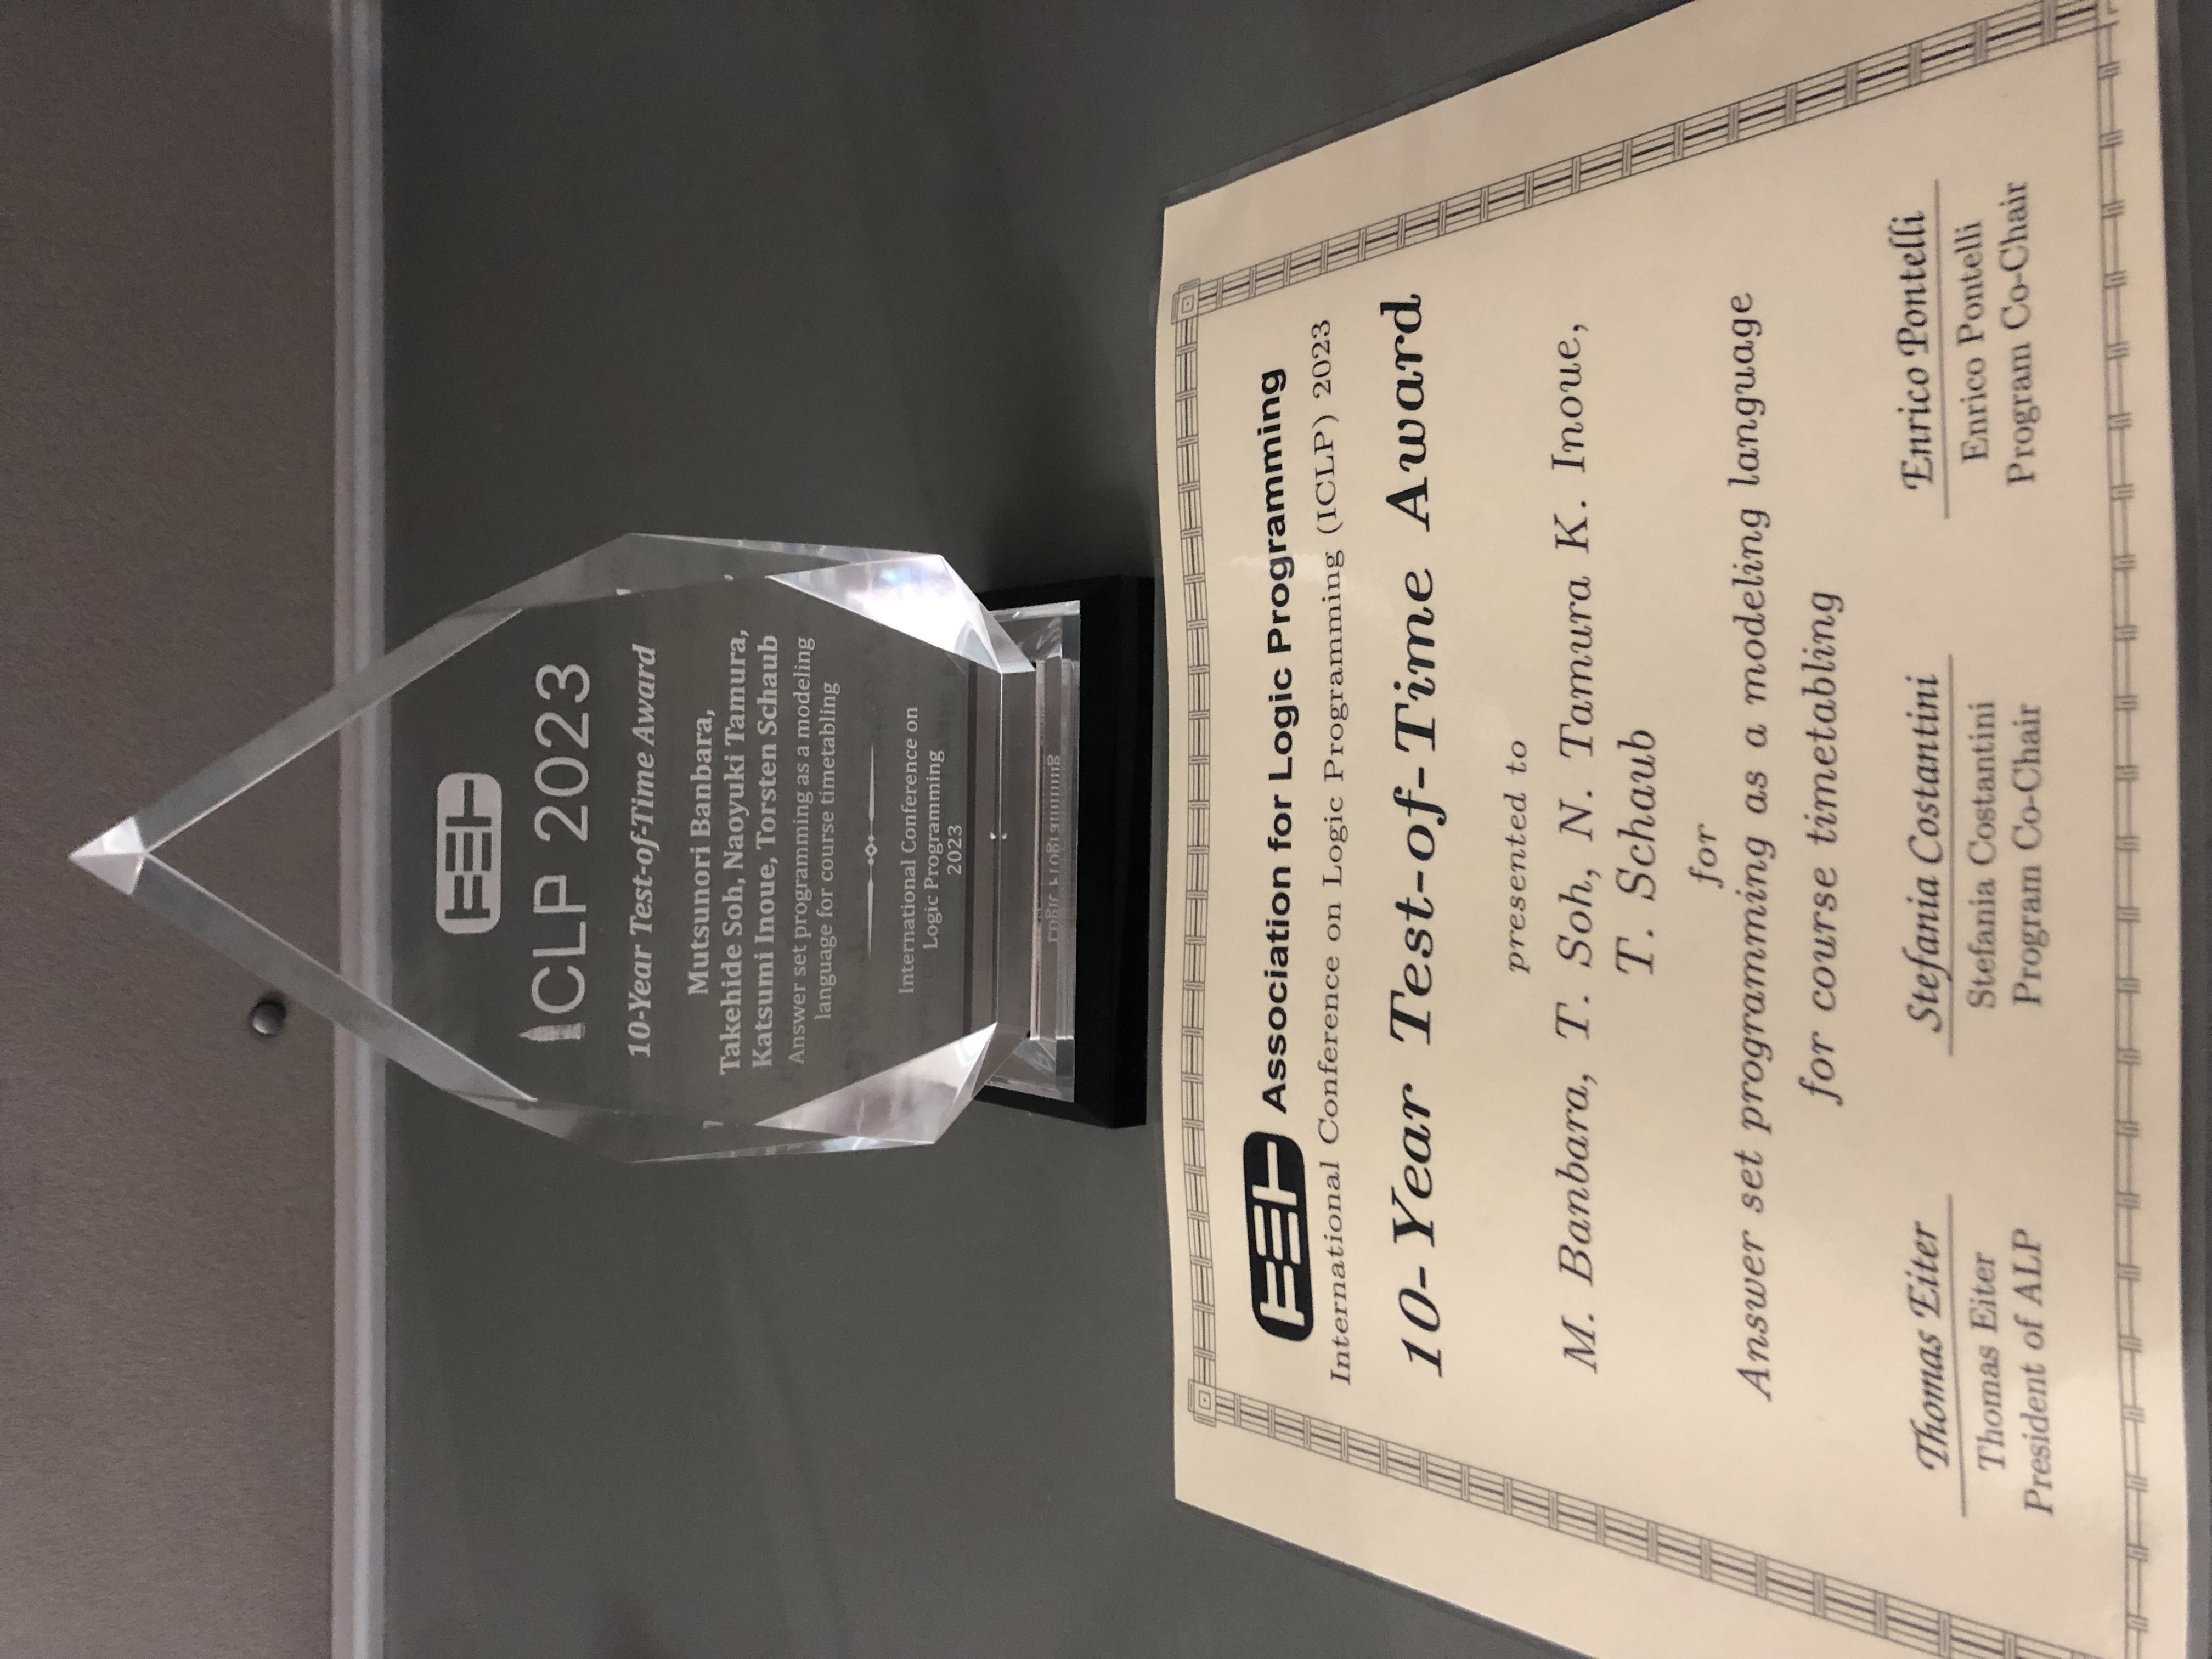 ICLP 2023
10-Year Test-of-Time Award
Mutsunori Banbara,
Takehide Soh, Naoyuki Tamura,
Katsumi Inoue, Torsten Schaub
Answer set programming as a modeling
language for course timetabling
International Conference on
Logic Programming
2023
Logic Programming
Association for Logic Programming
International Conference on Logic Programming (ICLP) 2023
10-Year Test-of-Time Award
presented to
M. Banbara, T. Soh, N. Tamura K. Inoue,
T. Schaub
for
Answer set programming as a modeling language
for course timetabling
Thomas Eiter
Thomas Eiter
President of ALP
Stefania Costantini
Stefania Costantini
Program Co-Chair
Enrico Pontelli
Enrico Pontelli
Program Co-Chair